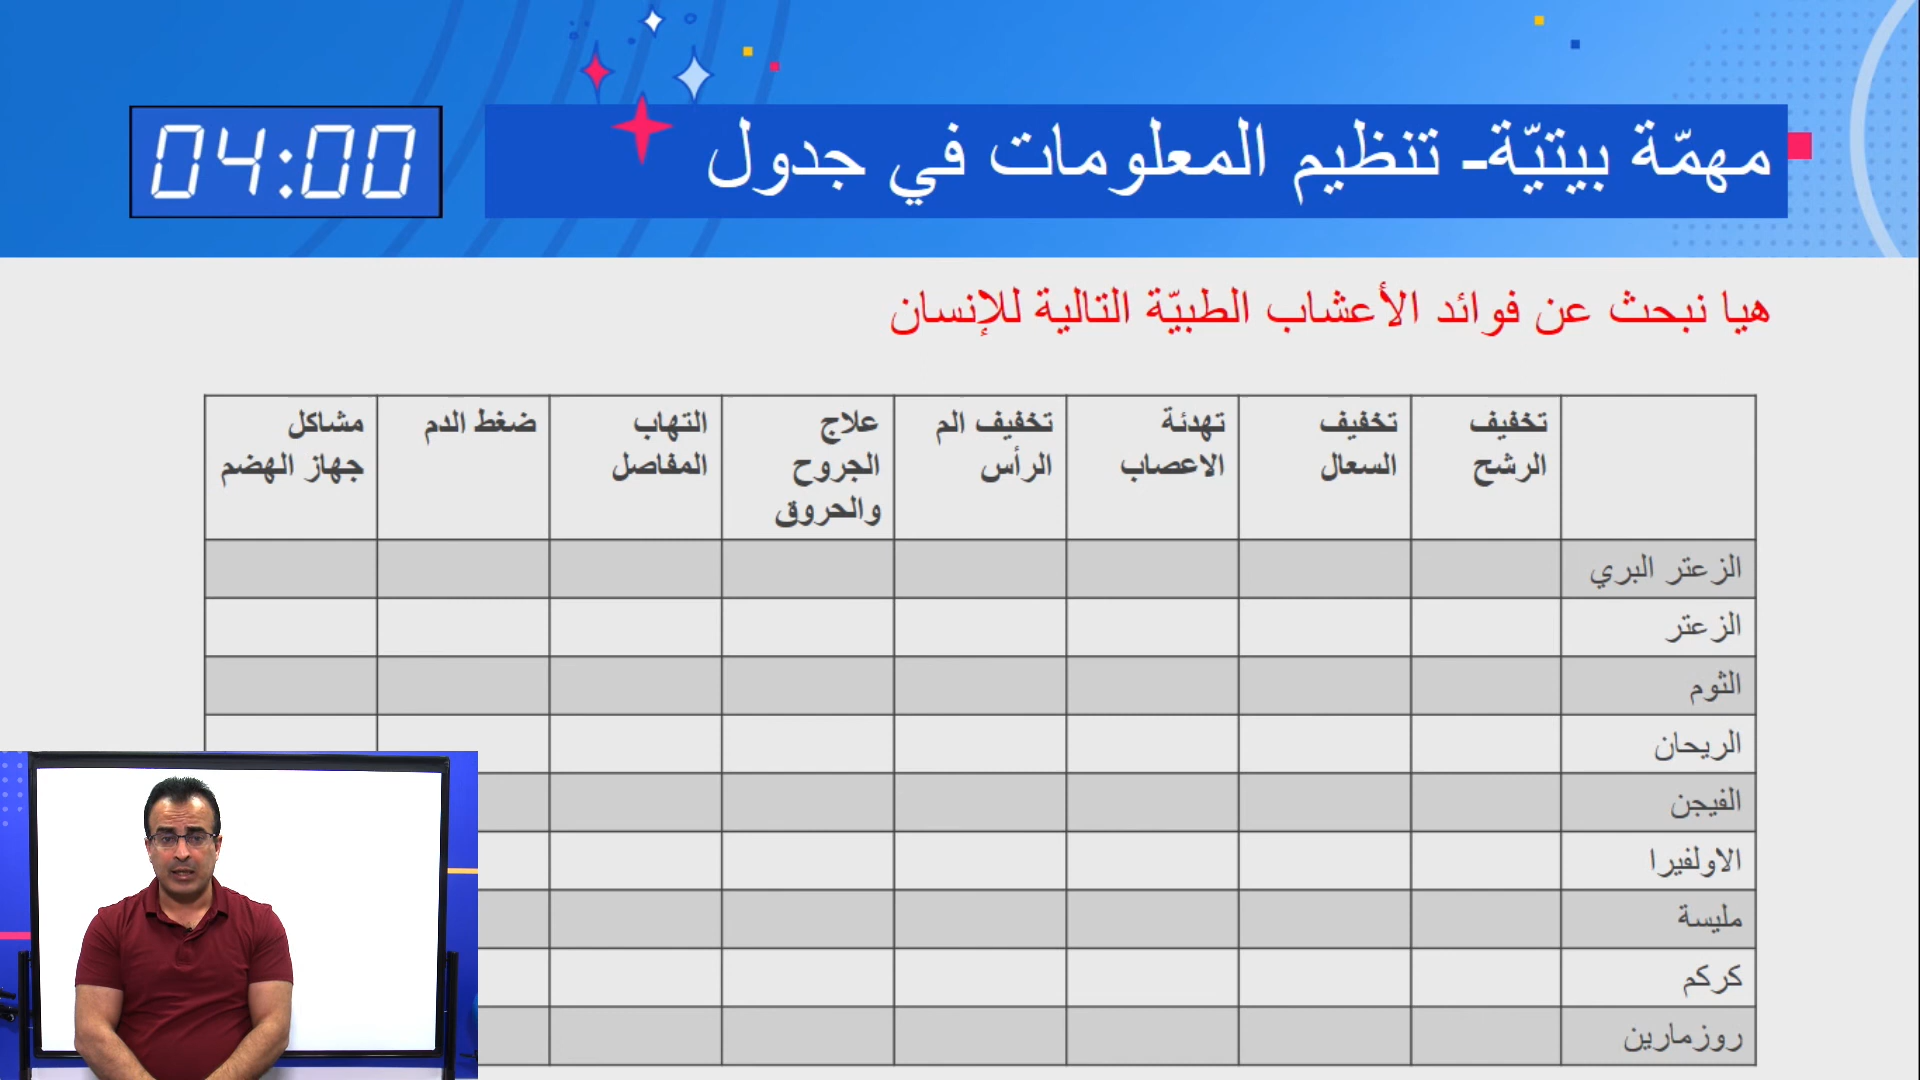 04:00
مهمّة بيتيّة- تنظيم المعلومات في جدول
هيا نبحث عن فوائد الأعشاب الطبيّة التالية للإنسان
تخفيف
الرشح
تخفيف
السعال
تهدئة
الاعصاب
تخفيف الم
الرأس
علاج
الجروح
والحروق
التهاب
المفاصل
ضغط الدم
مشاكل
جهاز الهضم
الزعتر البري
الزعتر
الثوم
الريحان
الفيجن
الاولفيرا
مليسة
كركم
روزمارين